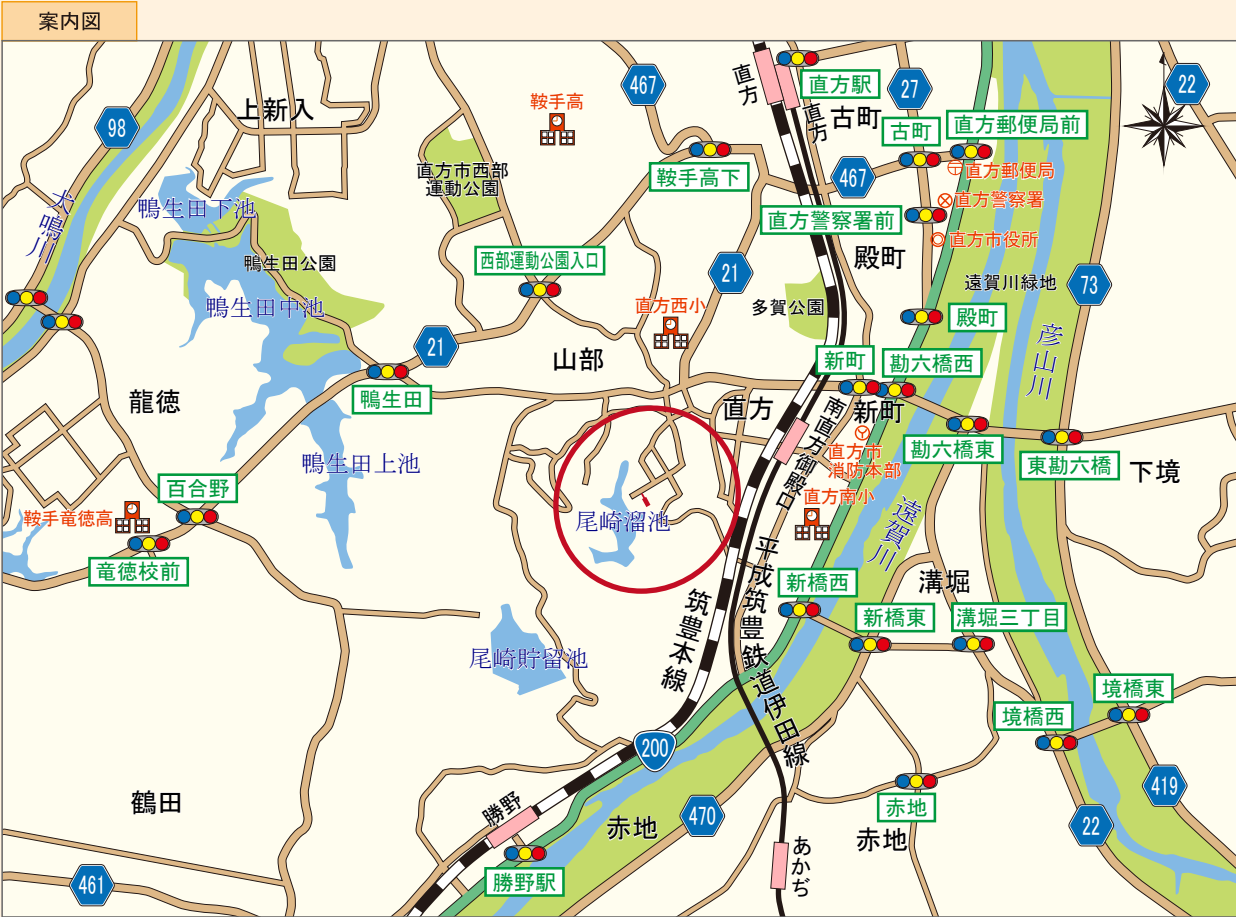 案内図
上新入
鞍手高
467
直方
直方
直方駅
27
古町
古町
直方郵便局前
22
98
直方市西部
運動公園
鞍手高下
467
直方郵便局
直方警察署
直方警察署前
直方市役所
犬鳴川
鴨生田下池
鴨生田公園
西部運動公園入口
21
殿町
遠賀川緑地
73
鴨生田中池
直方西小
多賀公園
殿町
彦山川
21
山部
新町
勘六橋西
龍徳
鴨生田
直方
南直方御殿口
新町
直方市
消防本部
勘六橋東
東勘六橋
下境
鴨生田上池
百合野
直方南小
鞍手竜徳高
尾崎溜池
遠賀川
竜徳校前
平成筑豊鉄道伊田線
新橋西
溝堀
筑豊本線
新橋東
溝堀三丁目
尾崎貯留池
境橋東
境橋西
200
419
鶴田
勝野
赤地
470
赤地
赤地
22
あかぢ
461
勝野駅